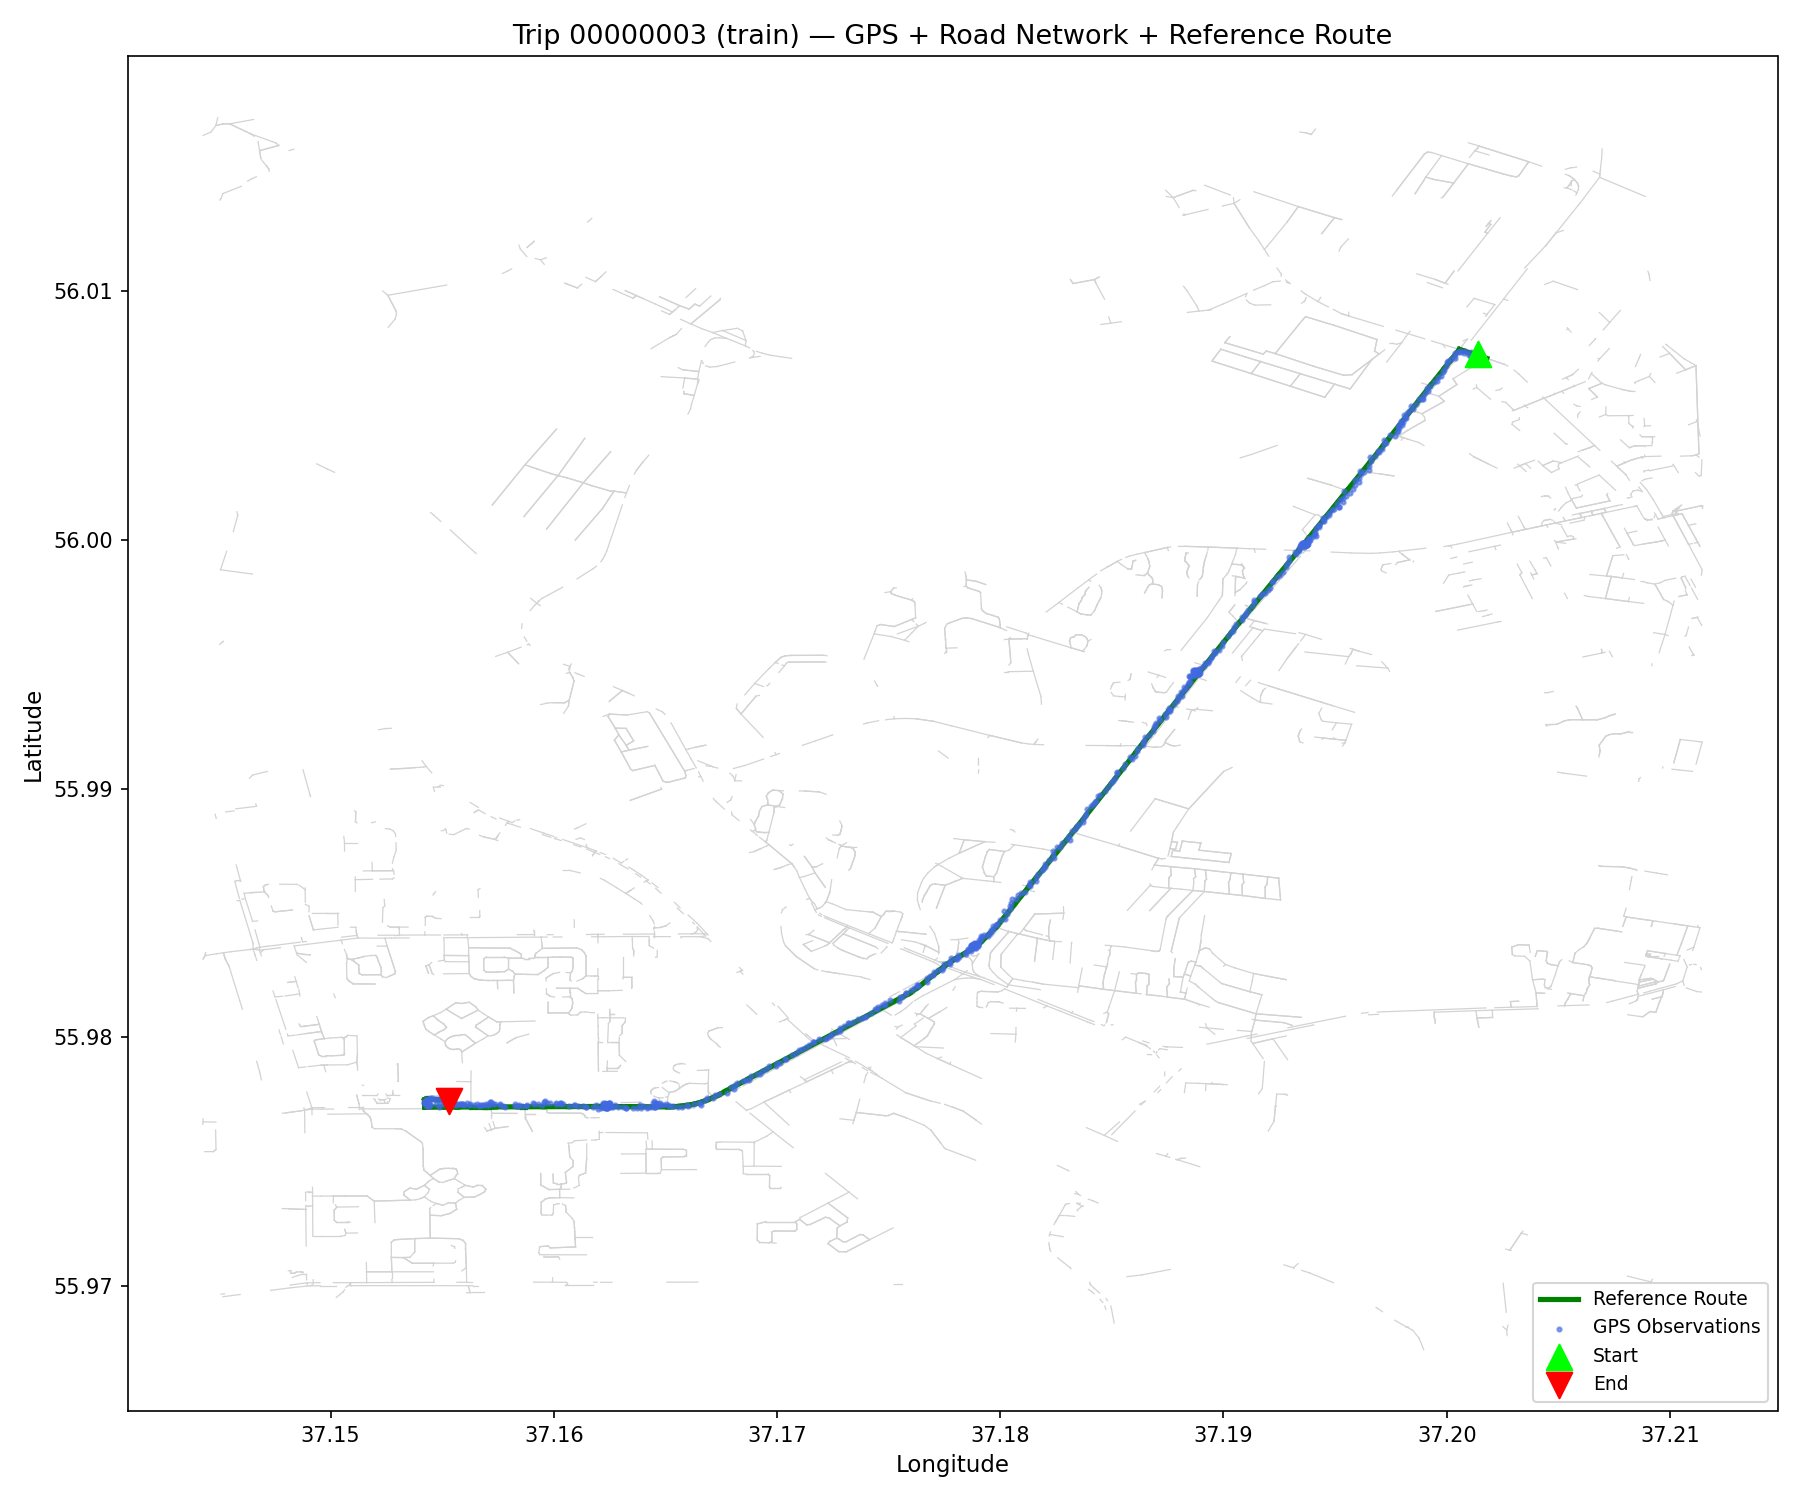 Trip 00000003 (train) — GPS + Road Network + Reference Route
56.01
56.00
55.99
55.98
55.97
Latitude
37.15
37.16
37.17
37.18
37.19
37.20
37.21
Longitude
Reference Route
GPS Observations
Start
End